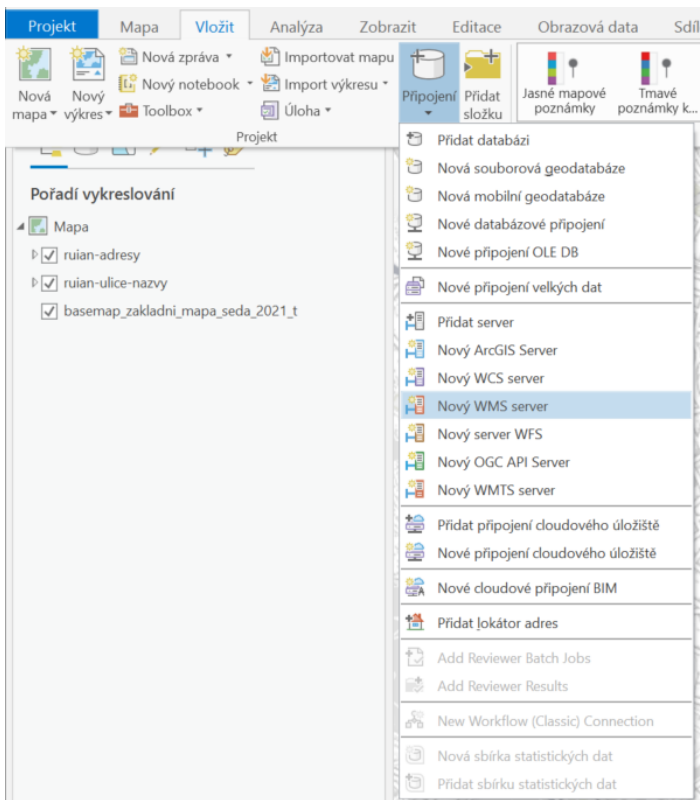 Projekt Mapa Vložit Analýza Zobrazit Editace Obrazová data Sdíl
Nová mapa
Nový výkres
Nová zpráva
Nový notebook
Toolbox
Importovat mapu
Import výkresu
Úloha
Připojení
Přidat složku
Jasné mapové poznámky
Tmavé poznámky k...
Projekt
Pořadí vykreslování
Mapa
ruian-adresy
ruian-ulice-nazvy
basemap_zakladni_mapa_seda_2021_t
Přidat databázi
Nová souborová geodatabáze
Nová mobilní geodatabáze
Nové databázové připojení
Nové připojení OLE DB
Nové připojení velkých dat
Přidat server
Nový ArcGIS Server
Nový WCS server
Nový WMS server
Nový server WFS
Nový OGC API Server
Nový WMTS server
Přidat připojení cloudového úložiště
Nové připojení cloudového úložiště
Nové cloudové připojení BIM
Přidat lokátor adres
Add Reviewer Batch Jobs
Add Reviewer Results
New Workflow (Classic) Connection
Nová sbírka statistických dat
Přidat sbírku statistických dat